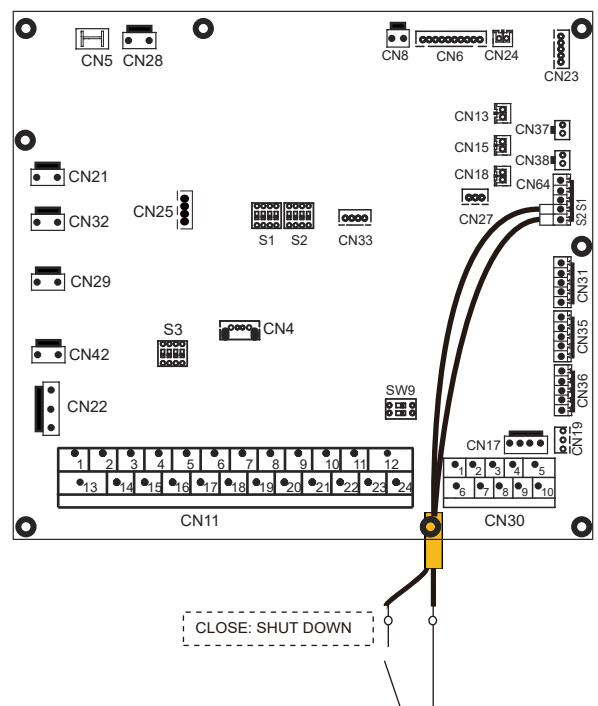 CN5 CN28 CN8 CN6 CN24 CN23
CN13 CN37
CN15 CN38
CN18 CN64
CN21
CN25 CN27 S2 S1
CN32
S1 S2 CN33
CN29 CN31
S3 CN4 CN35
CN42
CN36
SW9
CN22
CN17 CN19
1 2 3 4 5 6 7 8 9 10 11 12
13 14 15 16 17 18 19 20 21 22 23 24
1 2 3 4 5
6 7 8 9 10
CN11 CN30
CLOSE: SHUT DOWN